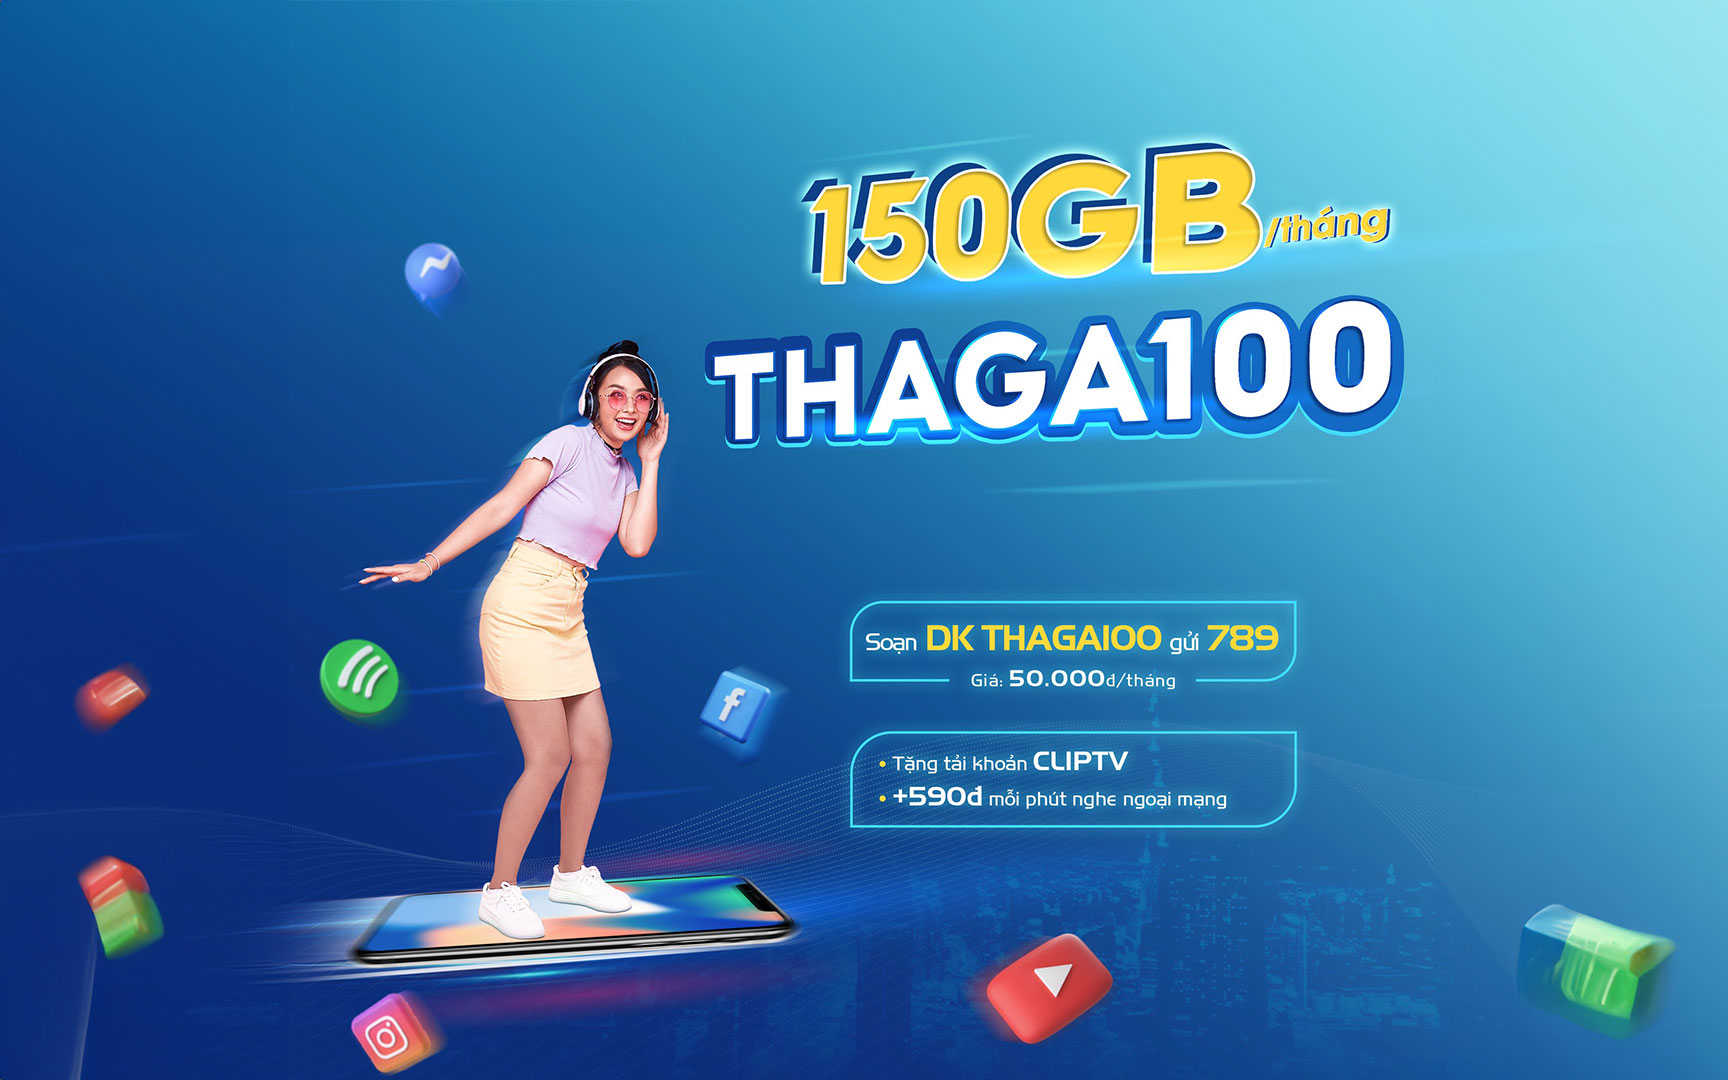 150GB/tháng
THAGA100
Soạn DK THAGA100 gửi 789
Giá: 50.000đ/tháng
• Tặng tải khoản CLIPTV
• +590đ mỗi phút nghe ngoại mạng